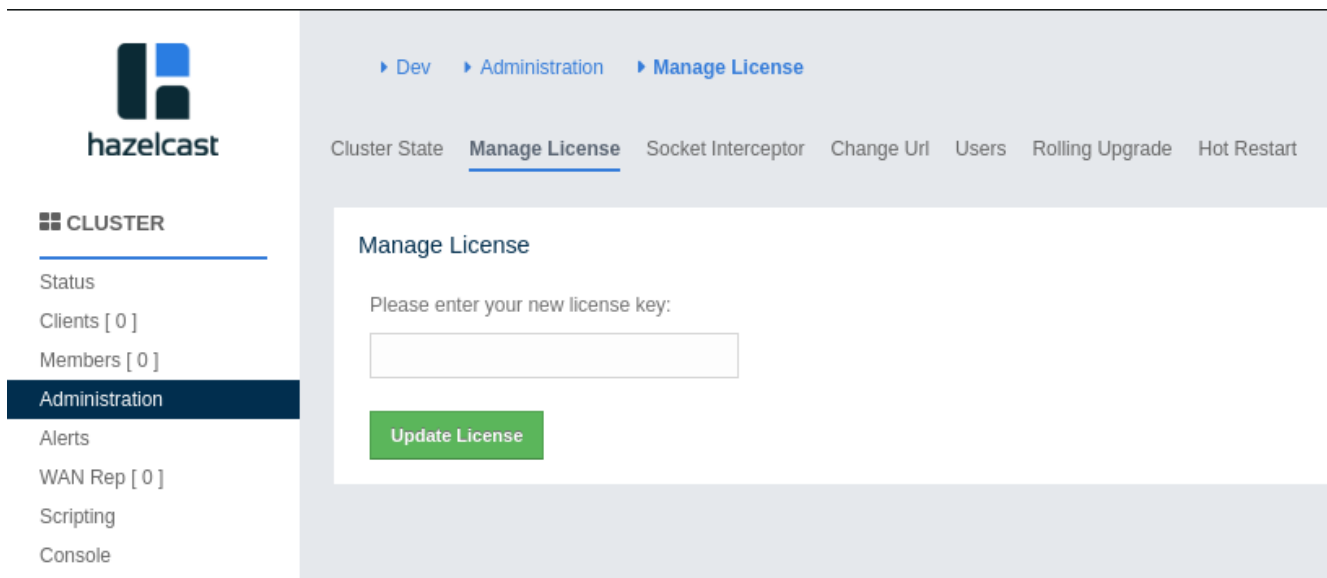 hazelcast
CLUSTER
Status
Clients [ 0 ]
Members [ 0 ]
Administration
Alerts
WAN Rep [ 0 ]
Scripting
Console
Dev Administration Manage License
Cluster State Manage License Socket Interceptor Change Url Users Rolling Upgrade Hot Restart
Manage License
Please enter your new license key:
Update License